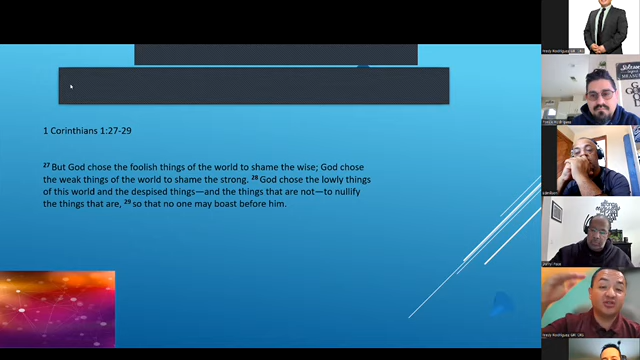 1 Corinthians 1:27-29
27 But God chose the foolish things of the world to shame the wise; God chose
the weak things of the world to shame the strong. 28 God chose the lowly things
of this world and the despised things—and the things that are not—to nullify
the things that are, 29 so that no one may boast before him.